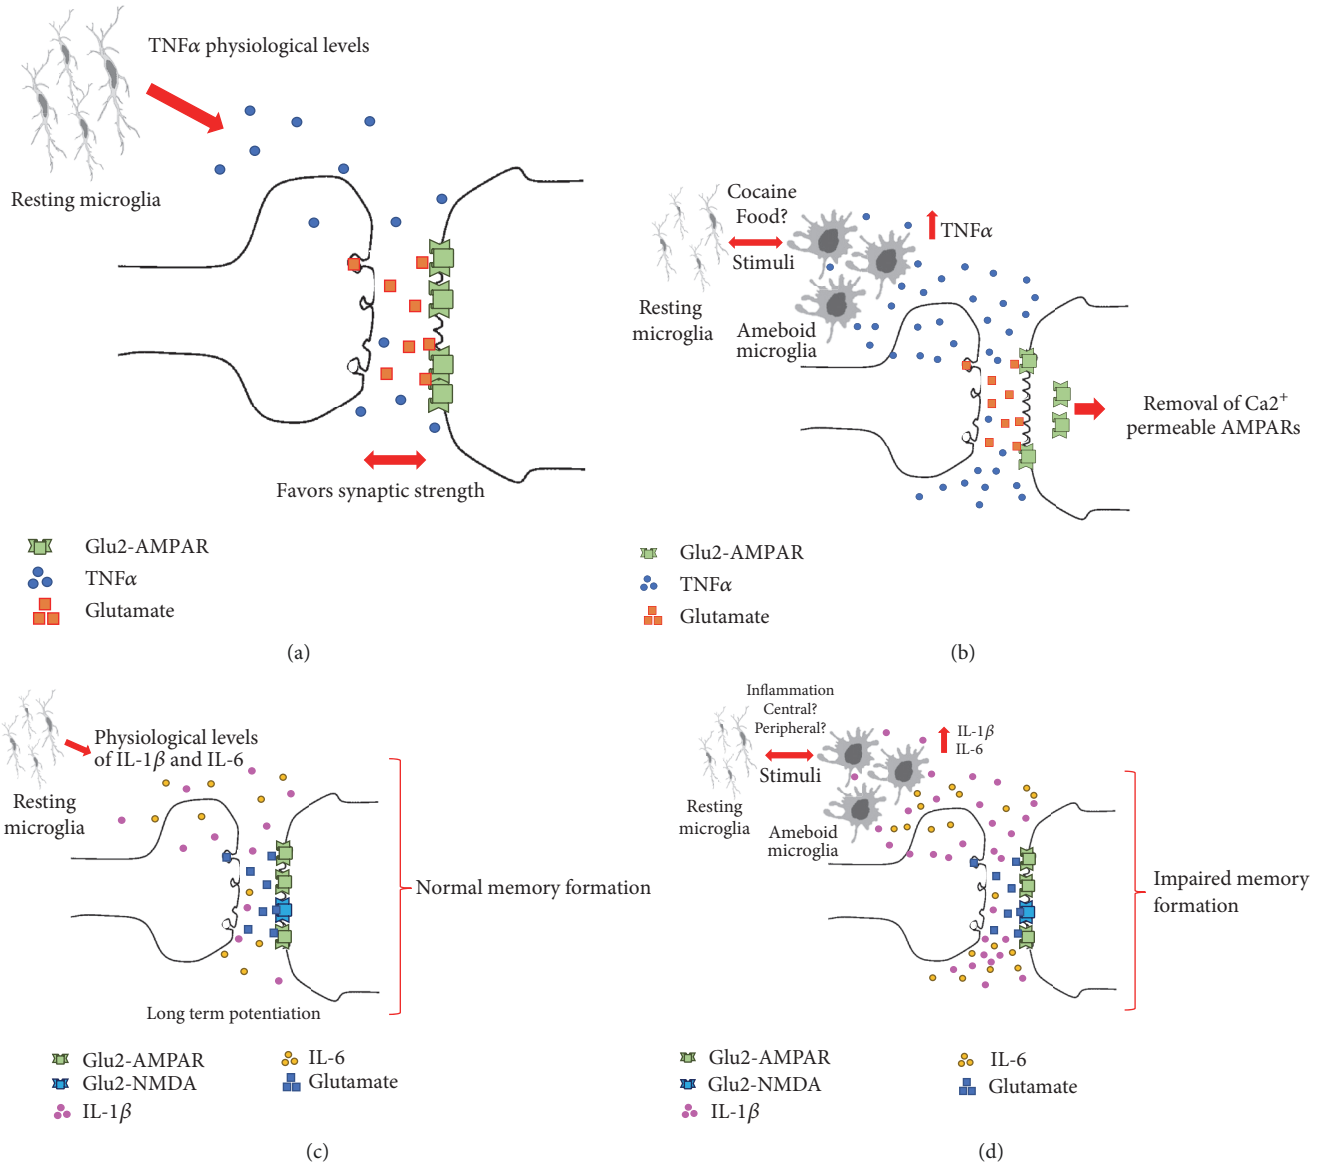 TNFα physiological levels
Resting microglia
Favors synaptic strength
Glu2-AMPAR
TNFα
Glutamate
(a)
Cocaine
Food?
Stimuli
TNFα
Resting
microglia
Ameboid
microglia
Removal of Ca2⁺
permeable AMPARs
Glu2-AMPAR
TNFα
Glutamate
(b)
Physiological levels
of IL-1β and IL-6
Resting
microglia
Normal memory formation
Long term potentiation
Glu2-AMPAR
Glu2-NMDA
IL-1β
IL-6
Glutamate
(c)
Inflammation
Central?
Peripheral?
Stimuli
IL-1β
IL-6
Resting
microglia
Ameboid
microglia
Impaired memory
formation
Glu2-AMPAR
Glu2-NMDA
IL-1β
IL-6
Glutamate
(d)